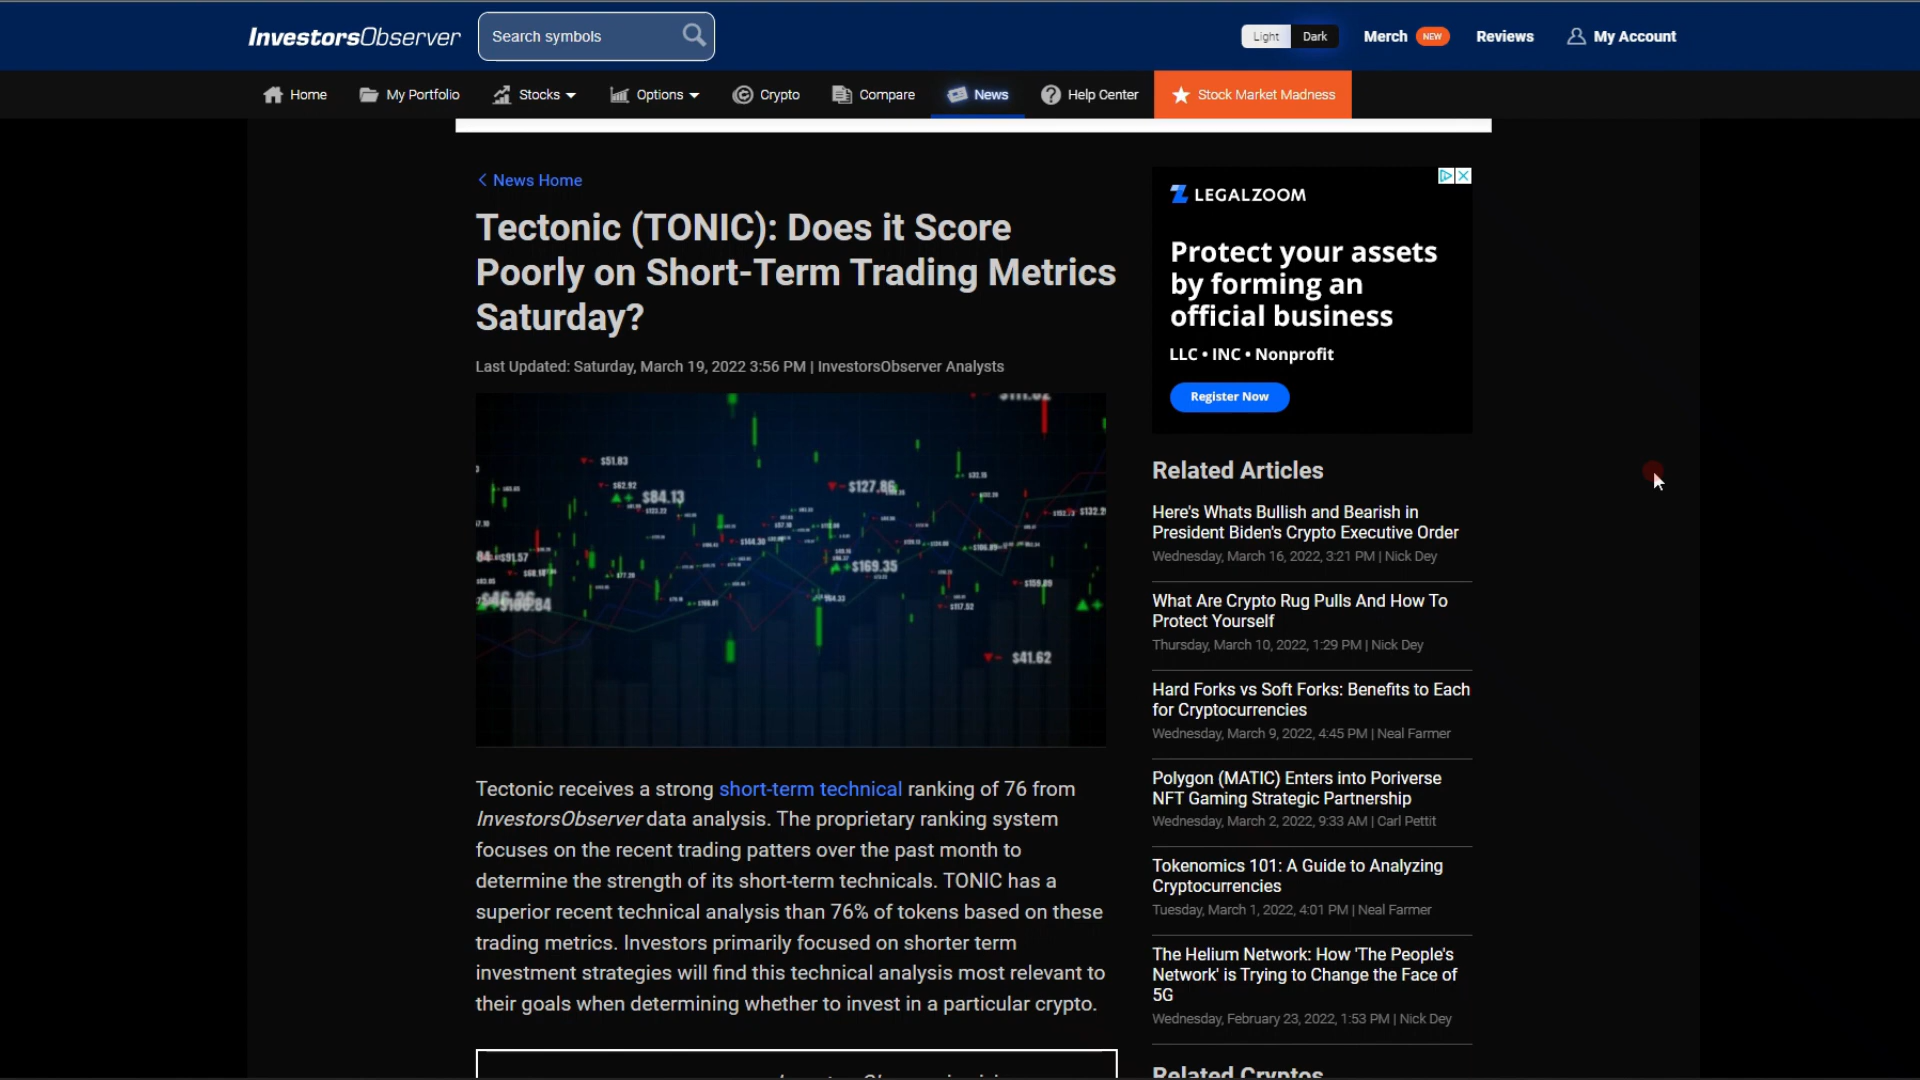 InvestorsObserver
Search symbols
Light Dark
Merch NEW
Reviews
My Account
Home
My Portfolio
Stocks
Options
Crypto
Compare
News
Help Center
Stock Market Madness
News Home
Tectonic (TONIC): Does it Score
Poorly on Short-Term Trading Metrics
Saturday?
Last Updated: Saturday, March 19, 2022 3:56 PM | InvestorsObserver Analysts
$51.83
$62.92
$84.13
$127.86
$169.35
$41.62
$117.52
$91.57
Tectonic receives a strong short-term technical ranking of 76 from
InvestorsObserver data analysis. The proprietary ranking system
focuses on the recent trading patters over the past month to
determine the strength of its short-term technicals. TONIC has a
superior recent technical analysis than 76% of tokens based on these
trading metrics. Investors primarily focused on shorter term
investment strategies will find this technical analysis most relevant to
their goals when determining whether to invest in a particular crypto.
LEGALZOOM
Protect your assets
by forming an
official business
LLC • INC • Nonprofit
Register Now
Related Articles
Here's Whats Bullish and Bearish in
President Biden's Crypto Executive Order
Wednesday, March 16, 2022, 3:21 PM | Nick Dey
What Are Crypto Rug Pulls And How To
Protect Yourself
Thursday, March 10, 2022, 1:29 PM | Nick Dey
Hard Forks vs Soft Forks: Benefits to Each
for Cryptocurrencies
Wednesday, March 9, 2022, 4:45 PM | Neal Farmer
Polygon (MATIC) Enters into Poriverse
NFT Gaming Strategic Partnership
Wednesday, March 2, 2022, 9:33 AM | Carl Pettit
Tokenomics 101: A Guide to Analyzing
Cryptocurrencies
Tuesday, March 1, 2022, 4:01 PM | Neal Farmer
The Helium Network: How 'The People's
Network' is Trying to Change the Face of
5G
Wednesday, February 23, 2022, 1:53 PM | Nick Dey
Related Cryptos